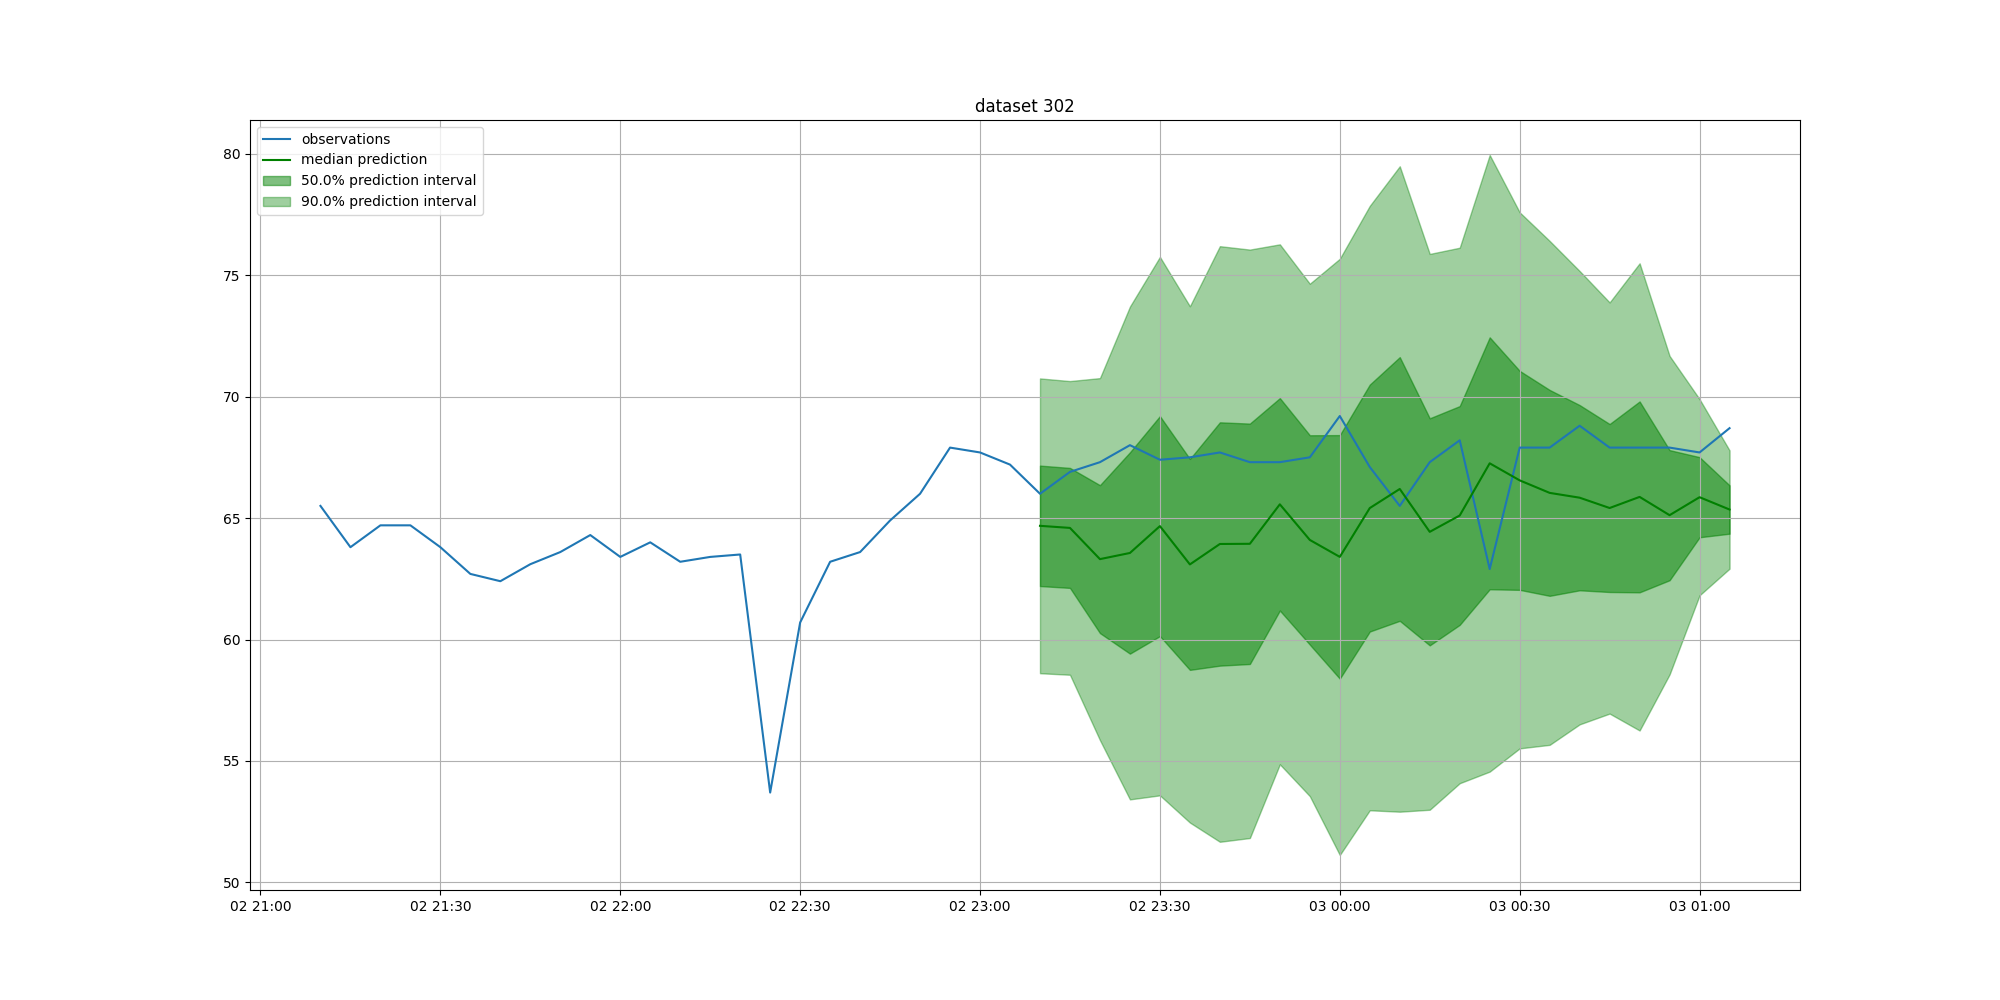 dataset 302
observations
median prediction
50.0% prediction interval
90.0% prediction interval
80
75
70
65
60
55
50
02 21:00 02 21:30 02 22:00 02 22:30 02 23:00 02 23:30 03 00:00 03 00:30 03 01:00